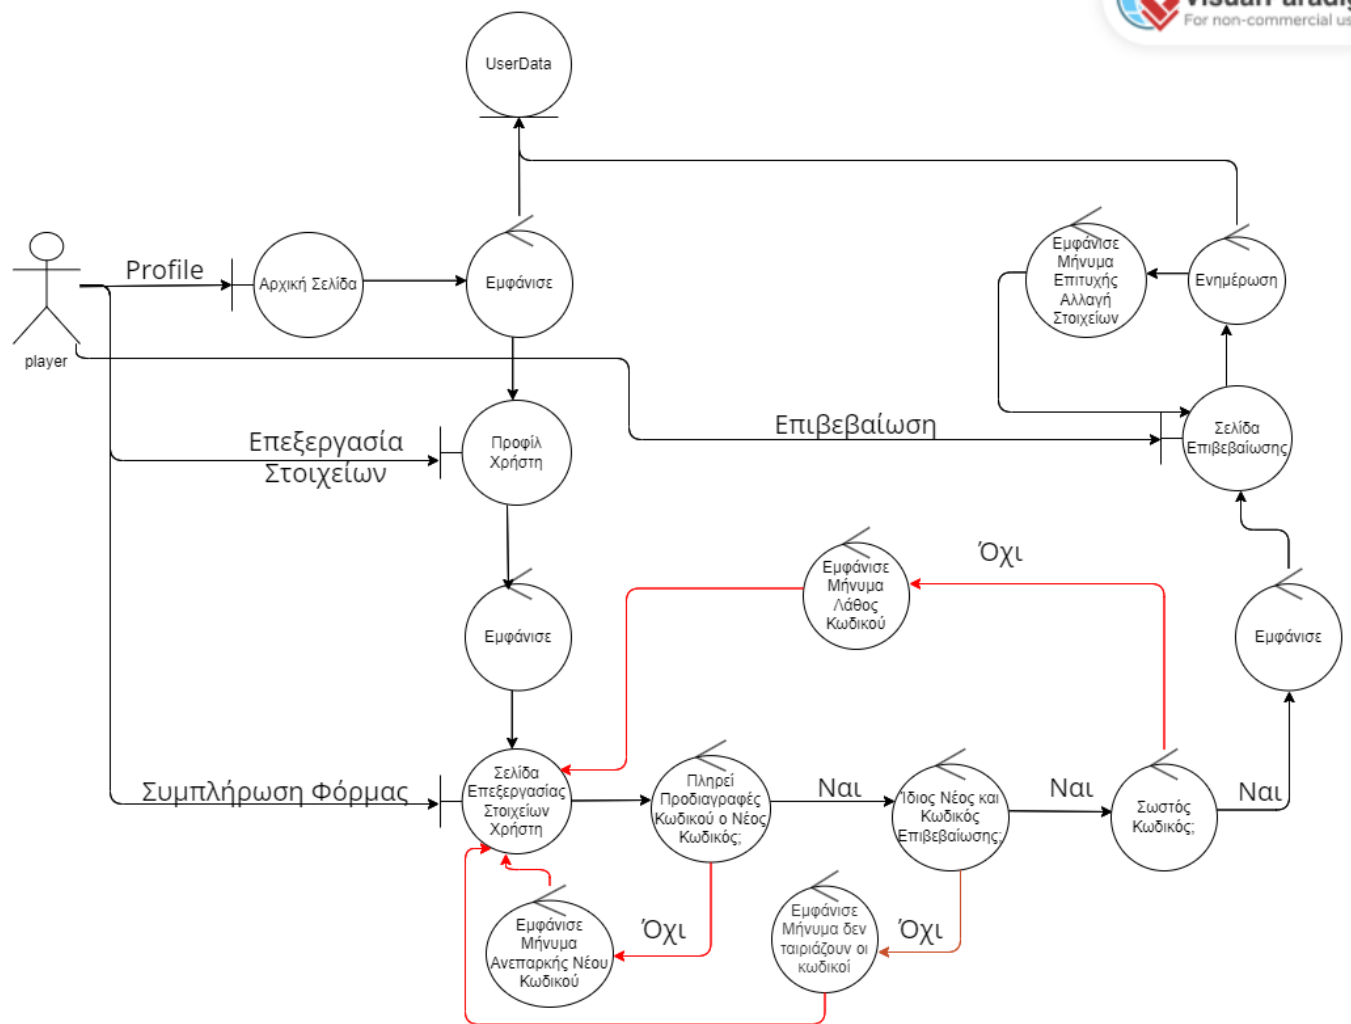 Visual Paradig
For non-commercial us
UserData
Profile
Αρχική Σελίδα
Εμφάνισε
Εμφάνισε
Μήνυμα
Επιτυχής
Αλλαγή
Στοιχείων
Ενημέρωση
player
Επεξεργασία
Στοιχείων
Προφίλ
Χρήστη
Επιβεβαίωση
Σελίδα
Επιβεβαίωσης
Όχι
Εμφάνισε
Μήνυμα
Λάθος
Κωδικού
Εμφάνισε
Εμφάνισε
Συμπλήρωση Φόρμας
Σελίδα
Επεξεργασίας
Στοιχείων
Χρήστη
Πληρεί
Προδιαγραφές
Κωδικού ο Νέος
Κωδικός;
Ναι
Ίδιος Νέος και
Κωδικός
Επιβεβαίωσης;
Ναι
Σωστός
Κωδικός;
Ναι
Εμφάνισε
Μήνυμα
Ανεπαρκής Νέου
Κωδικού
Όχι
Εμφάνισε
Μήνυμα δεν
ταιριάζουν οι
κωδικοί
Όχι